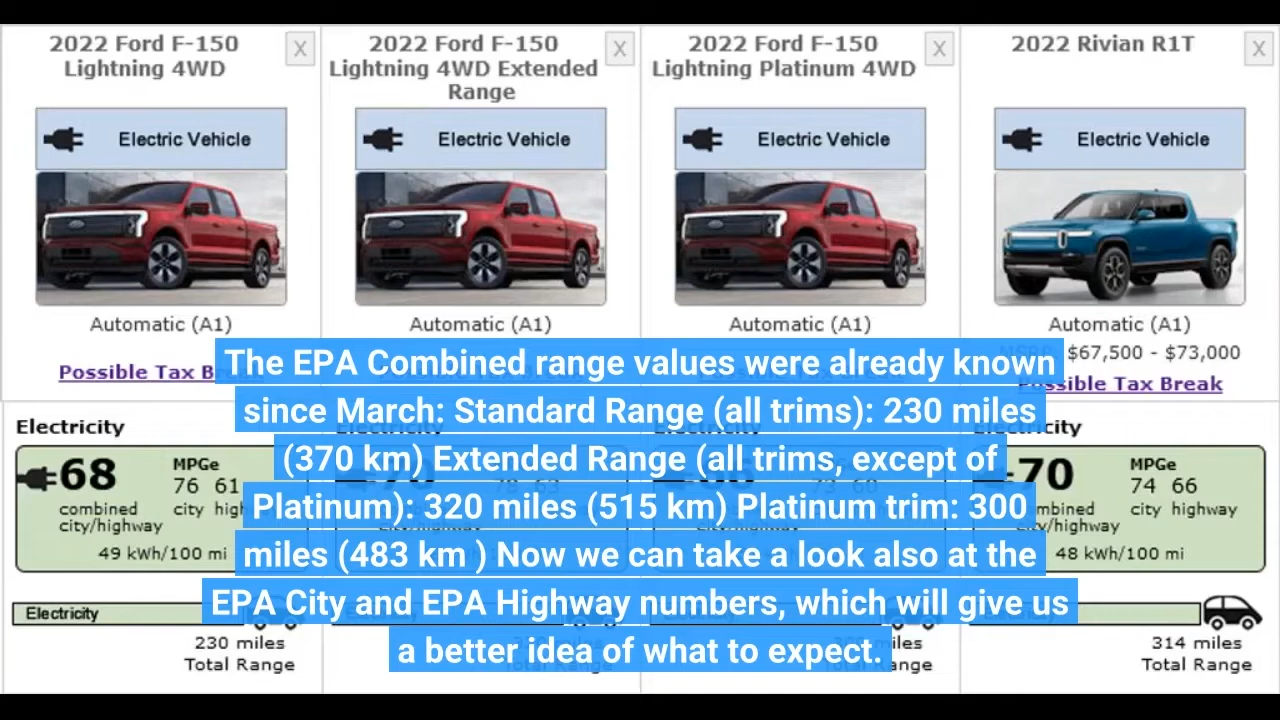 2022 Ford F-150
Lightning 4WD
X
2022 Ford F-150
Lightning 4WD Extended
Range
X
2022 Ford F-150
Lightning Platinum 4WD
X
2022 Rivian R1T
X
Electric Vehicle
Electric Vehicle
Electric Vehicle
Electric Vehicle
Automatic (A1)
Automatic (A1)
Automatic (A1)
Automatic (A1)
$67,500 - $73,000
Possible Tax
Possible Tax Break
The EPA Combined range values were already known
since March: Standard Range (all trims): 230 miles
(370 km) Extended Range (all trims, except of
Platinum): 320 miles (515 km) Platinum trim: 300
miles (483 km ) Now we can take a look also at the
EPA City and EPA Highway numbers, which will give us
a better idea of what to expect.
Electricity
68
MPGe
76 61
city
combined
city/highway
49 kWh/100 mi
Electricity
230 miles
Total Range
70
MPGe
74 66
city highway
48 kWh/100 mi
314 miles
Total Range